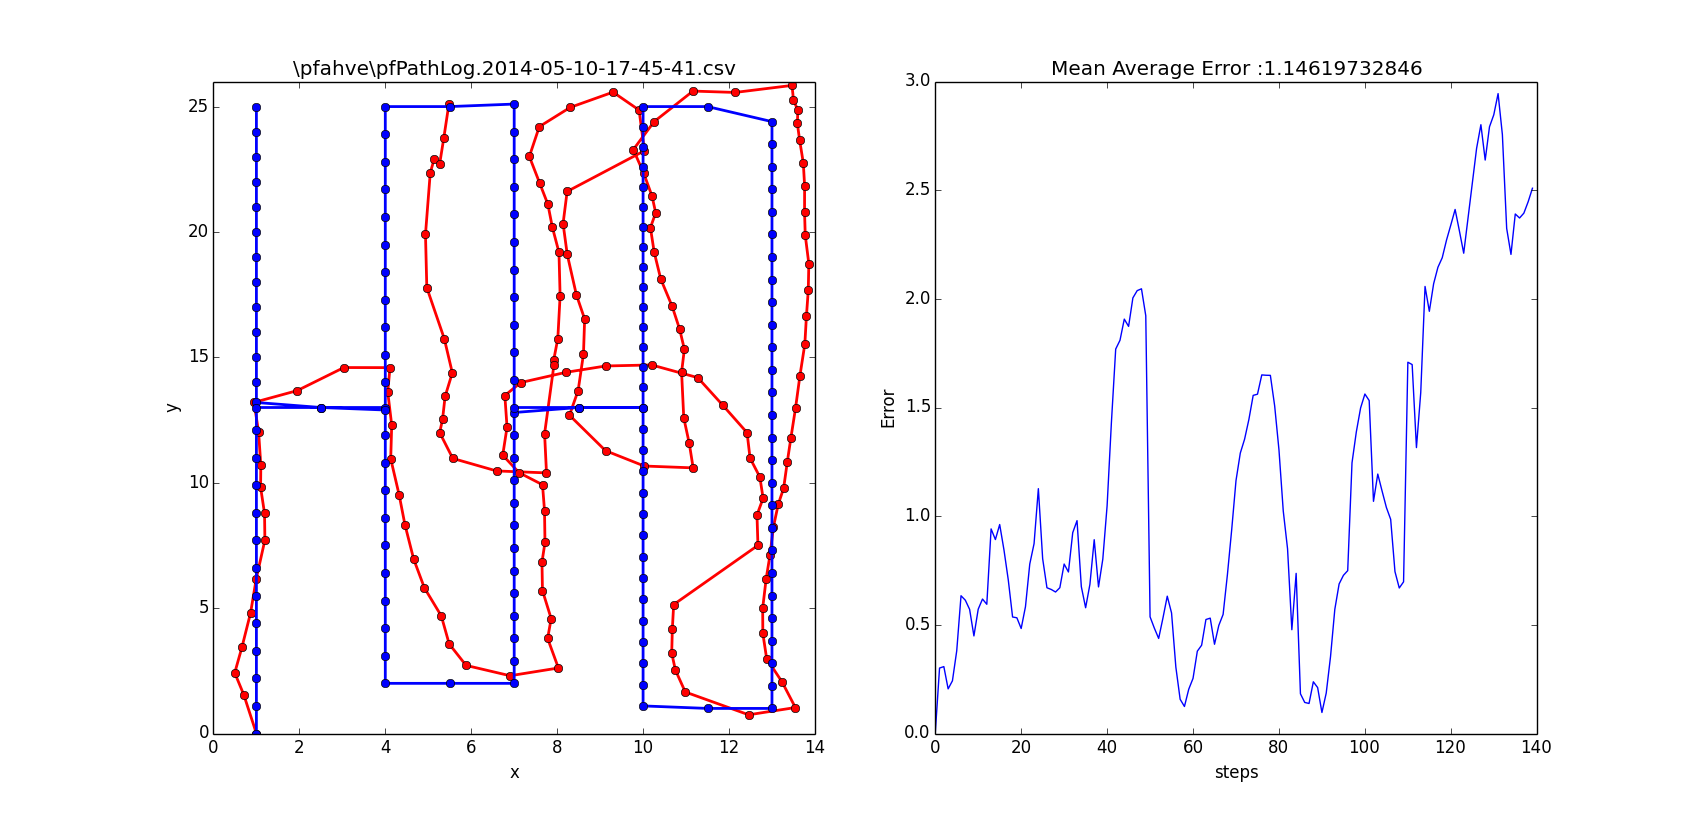 \pfahve\pfPathLog.2014-05-10-17-45-41.csv
25
20
15
10
5
0
y
0 2 4 6 8 10 12 14
x
Mean Average Error :1.14619732846
3.0
2.5
2.0
1.5
1.0
0.5
0.0
Error
0 20 40 60 80 100 120 140
steps